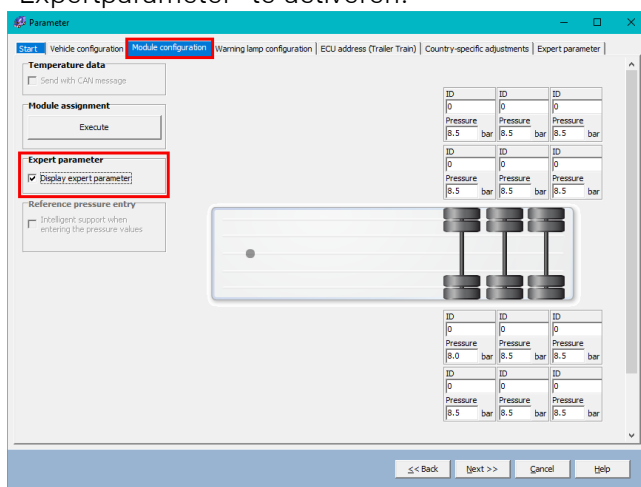 "Expertparameter" to activeren.
Parameter
Start Vehicle configuration Module configuration Warning lamp configuration ECU address (Trailer Train) Country-specific adjustments Expert parameter
Temperature data
Send with CAN message
Module assignment
Execute
Expert parameter
Display expert parameter
Reference pressure entry
Intelligent support when
entering the pressure values
ID ID ID
0 0 0
Pressure Pressure Pressure
8.5 bar 8.5 bar 8.5 bar
ID ID ID
0 0 0
Pressure Pressure Pressure
8.5 bar 8.5 bar 8.5 bar
ID ID ID
0 0 0
Pressure Pressure Pressure
8.0 bar 8.5 bar 8.5 bar
ID ID ID
0 0 0
Pressure Pressure Pressure
8.5 bar 8.5 bar 8.5 bar
<< Back Next >> Cancel Help